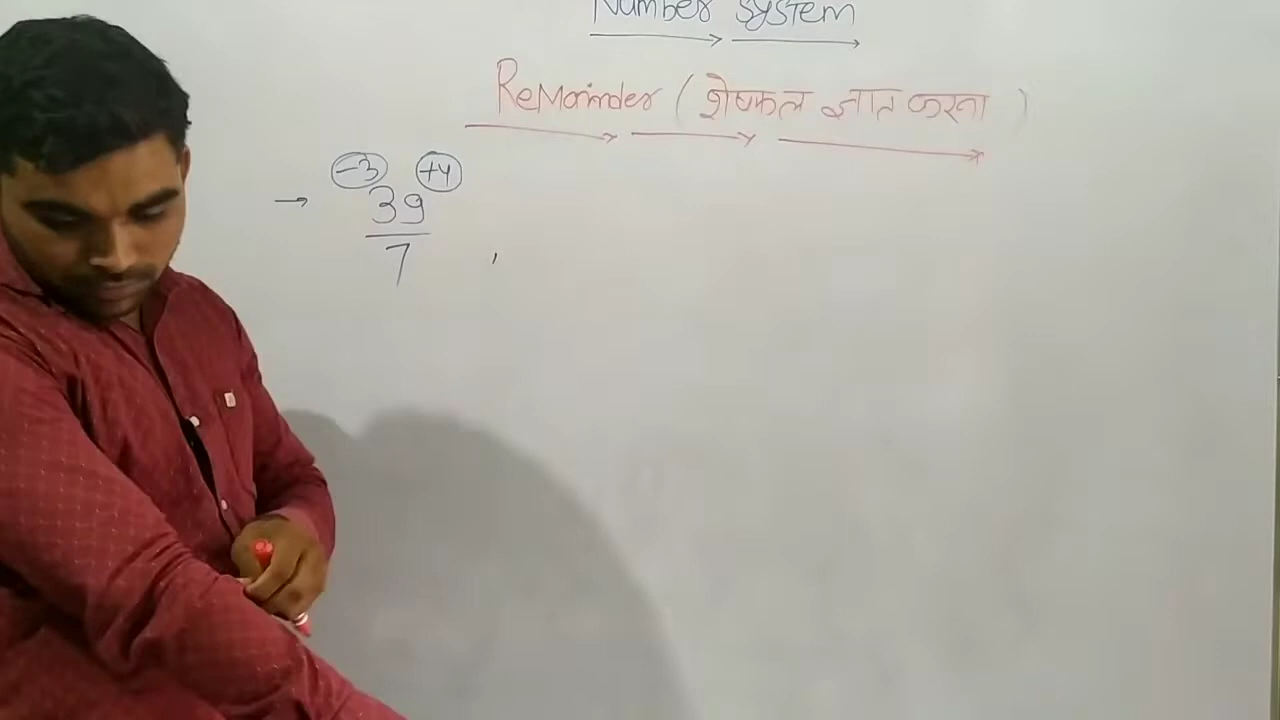 Number System
Remainder (शेषफल ज्ञात करना)
-3 +4
→ 39
7 ,